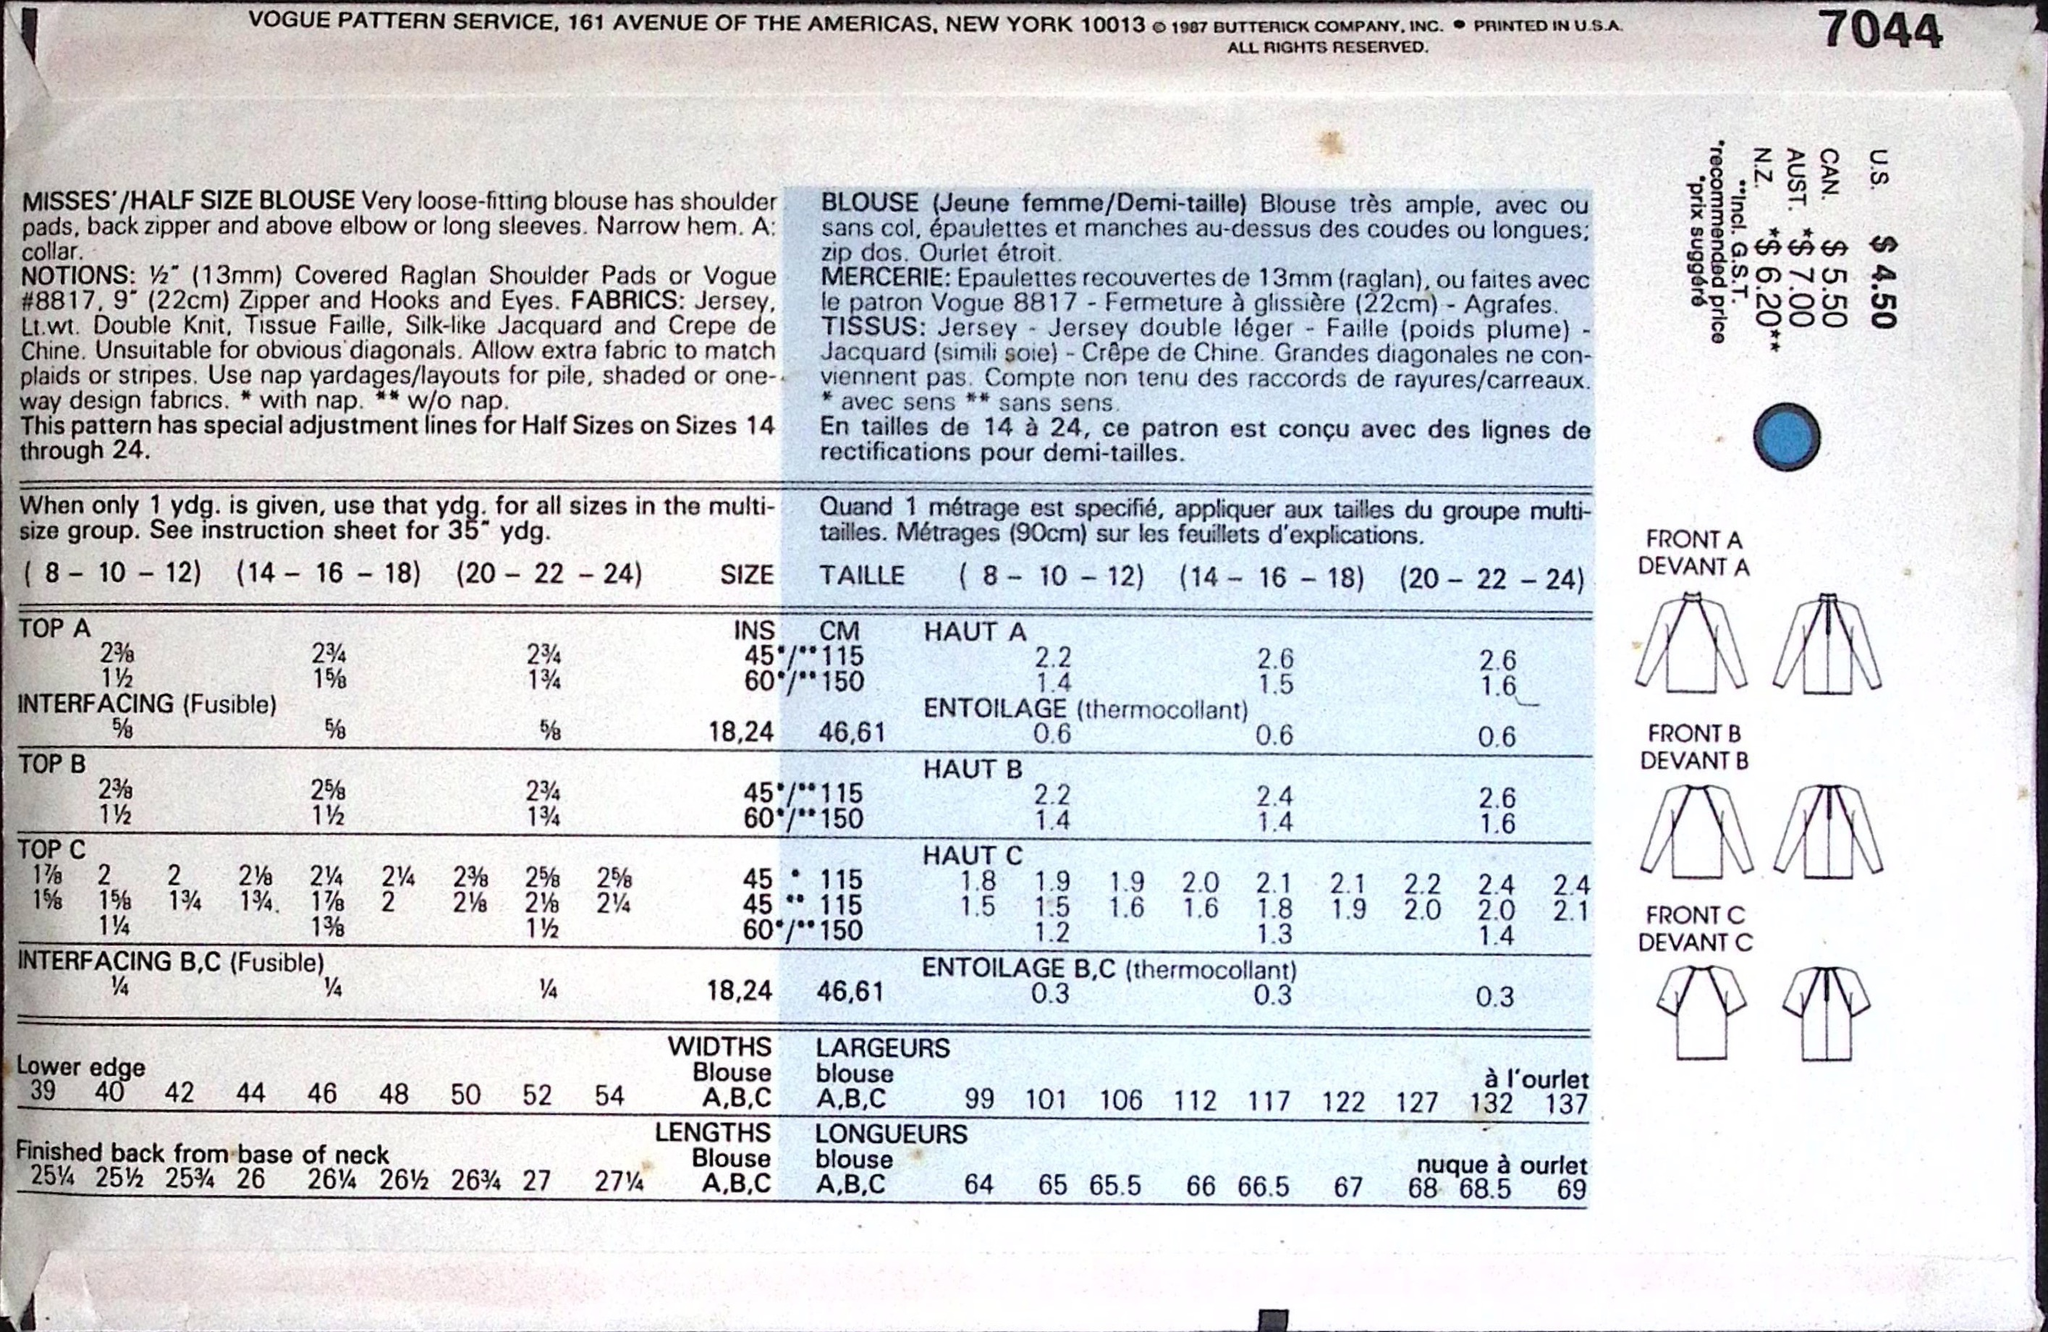 VOGUE PATTERN SERVICE, 161 AVENUE OF THE AMERICAS, NEW YORK 10013 © 1987 BUTTERICK COMPANY, INC. ● PRINTED IN U.S.A.
ALL RIGHTS RESERVED.
7044
MISSES'/HALF SIZE BLOUSE Very loose-fitting blouse has shoulder
pads, back zipper and above elbow or long sleeves. Narrow hem. A:
collar.
NOTIONS: ½" (13mm) Covered Raglan Shoulder Pads or Vogue
#8817, 9" (22cm) Zipper and Hooks and Eyes. FABRICS: Jersey,
Lt.wt. Double Knit, Tissue Faille, Silk-like Jacquard and Crepe de
Chine. Unsuitable for obvious diagonals. Allow extra fabric to match
plaids or stripes. Use nap yardages/layouts for pile, shaded or one-
way design fabrics. * with nap. ** w/o nap.
This pattern has special adjustment lines for Half Sizes on Sizes 14
through 24.
BLOUSE (Jeune femme/Demi-taille) Blouse très ample, avec ou
sans col, épaulettes et manches au-dessus des coudes ou longues;
zip dos. Ourlet étroit.
MERCERIE: Epaulettes recouvertes de 13mm (raglan), ou faites avec
le patron Vogue 8817 - Fermeture à glissière (22cm) - Agrafes.
TISSUS: Jersey - Jersey double léger - Faille (poids plume) -
Jacquard (simili soie) - Crêpe de Chine. Grandes diagonales ne con-
viennent pas. Compte non tenu des raccords de rayures/carreaux.
* avec sens ** sans sens.
En tailles de 14 à 24, ce patron est conçu avec des lignes de
rectifications pour demi-tailles.
U.S. $ 4.50
CAN. $ 5.50
AUST. *$ 7.00
N.Z. *$ 6.20**
**Incl. G.S.T.
*recommended price
*prix suggéré
When only 1 ydg. is given, use that ydg. for all sizes in the multi-
size group. See instruction sheet for 35" ydg.
Quand 1 métrage est specifié, appliquer aux tailles du groupe multi-
tailles. Métrages (90cm) sur les feuillets d'explications.
( 8 – 10 – 12) (14 – 16 – 18) (20 – 22 – 24) SIZE TAILLE ( 8 – 10 – 12) (14 – 16 – 18) (20 – 22 – 24)
TOP A INS CM HAUT A
2⅜ 2¾ 2¾ 45*/**115 2.2 2.6 2.6
1½ 1⅝ 1¾ 60*/**150 1.4 1.5 1.6
INTERFACING (Fusible) ENTOILAGE (thermocollant)
⅝ ⅝ ⅝ 18,24 46,61 0.6 0.6 0.6
TOP B HAUT B
2⅜ 2⅝ 2¾ 45*/**115 2.2 2.4 2.6
1½ 1½ 1¾ 60*/**150 1.4 1.4 1.6
TOP C HAUT C
1⅞ 2 2 2⅛ 2¼ 2¼ 2⅜ 2⅝ 2⅝ 45 * 115 1.8 1.9 1.9 2.0 2.1 2.1 2.2 2.4 2.4
1⅝ 1⅝ 1¾ 1¾ 1⅞ 2 2⅛ 2⅛ 2¼ 45 ** 115 1.5 1.5 1.6 1.6 1.8 1.9 2.0 2.0 2.1
1¼ 1⅜ 1½ 60*/**150 1.2 1.3 1.4
INTERFACING B,C (Fusible) ENTOILAGE B,C (thermocollant)
¼ ¼ ¼ 18,24 46,61 0.3 0.3 0.3
WIDTHS LARGEURS
Lower edge Blouse blouse à l'ourlet
39 40 42 44 46 48 50 52 54 A,B,C A,B,C 99 101 106 112 117 122 127 132 137
LENGTHS LONGUEURS
Finished back from base of neck Blouse blouse nuque à ourlet
25¼ 25½ 25¾ 26 26¼ 26½ 26¾ 27 27¼ A,B,C A,B,C 64 65 65.5 66 66.5 67 68 68.5 69
FRONT A
DEVANT A
FRONT B
DEVANT B
FRONT C
DEVANT C